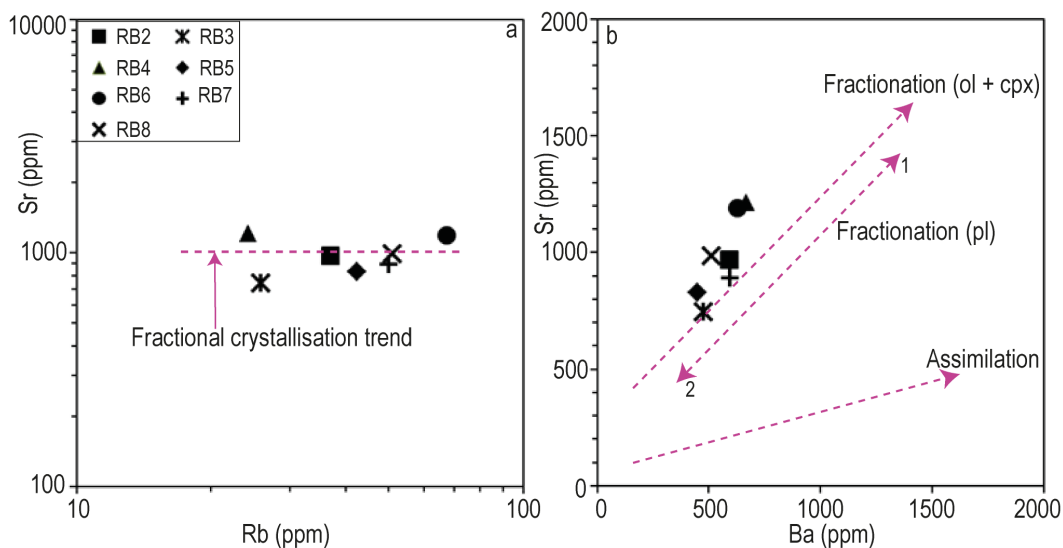 10000
a
RB2
RB3
RB4
RB5
RB6
RB7
RB8
Sr (ppm)
1000
Fractional crystallisation trend
100
10
100
Rb (ppm)
2000
b
Fractionation (ol + cpx)
1500
1
Sr (ppm)
Fractionation (pl)
1000
500
2
Assimilation
0
0
500
1000
1500
2000
Ba (ppm)